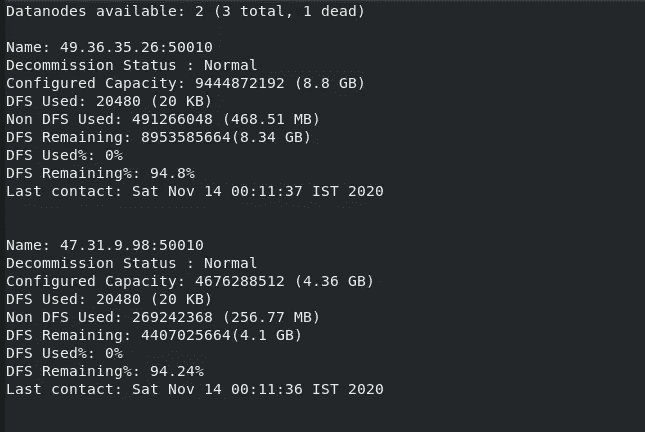 Datanodes available: 2 (3 total, 1 dead)
Name: 49.36.35.26:50010
Decommission Status : Normal
Configured Capacity: 9444872192 (8.8 GB)
DFS Used: 20480 (20 KB)
Non DFS Used: 491266048 (468.51 MB)
DFS Remaining: 8953585664(8.34 GB)
DFS Used%: 0%
DFS Remaining%: 94.8%
Last contact: Sat Nov 14 00:11:37 IST 2020
Name: 47.31.9.98:50010
Decommission Status : Normal
Configured Capacity: 4676288512 (4.36 GB)
DFS Used: 20480 (20 KB)
Non DFS Used: 269242368 (256.77 MB)
DFS Remaining: 4407025664(4.1 GB)
DFS Used%: 0%
DFS Remaining%: 94.24%
Last contact: Sat Nov 14 00:11:36 IST 2020